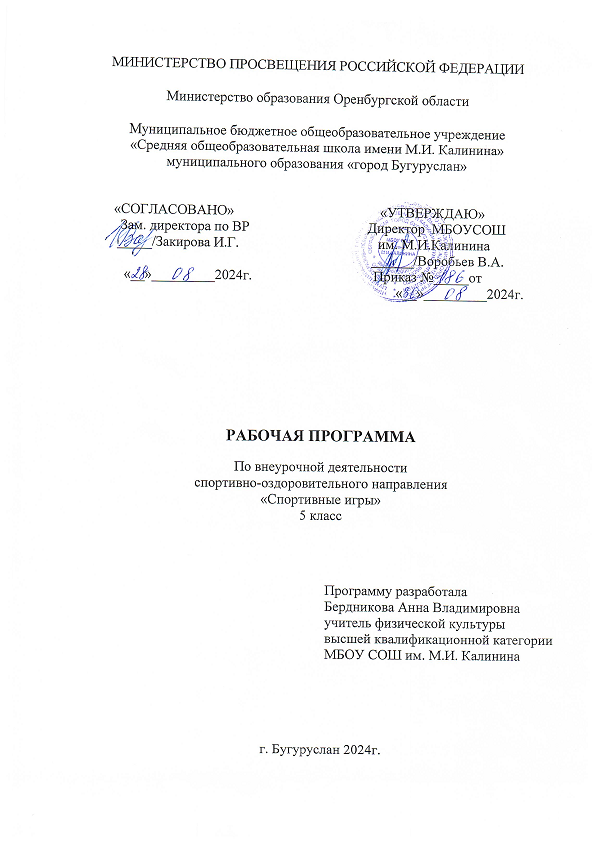 МИНИСТЕРСТВО ПРОСВЕЩЕНИЯ РОССИЙСКОЙ ФЕДЕРАЦИИ
Министерство образования Оренбургской области
Муниципальное бюджетное общеобразовательное учреждение
«Средняя общеобразовательная школа имени М.И. Калинина»
муниципального образования «город Бугуруслан»
«СОГЛАСОВАНО»
Зам. директора по ВР
/Закирова И.Г.
«28» 08 2024г.
«УТВЕРЖДАЮ»
Директор МБОУСОШ
им. М.И.Калинина
/Воробьев В.А.
Приказ № 186 от
«30» 08 2024г.
РАБОЧАЯ ПРОГРАММА
По внеурочной деятельности
спортивно-оздоровительного направления
«Спортивные игры»
5 класс
Программу разработала
Бердникова Анна Владимировна
учитель физической культуры
высшей квалификационной категории
МБОУ СОШ им. М.И. Калинина
г. Бугуруслан 2024г.